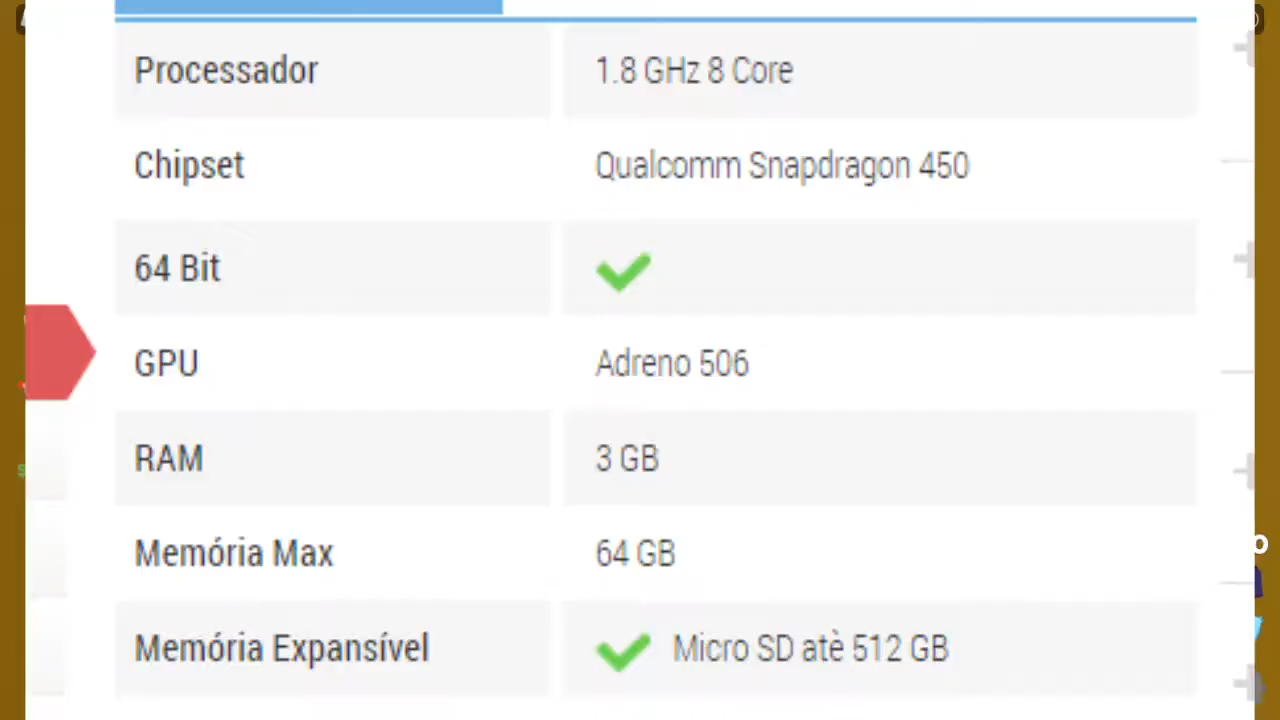 Processador 1.8 GHz 8 Core
Chipset Qualcomm Snapdragon 450
64 Bit
GPU Adreno 506
RAM 3 GB
Memória Max 64 GB
Memória Expansível Micro SD atè 512 GB